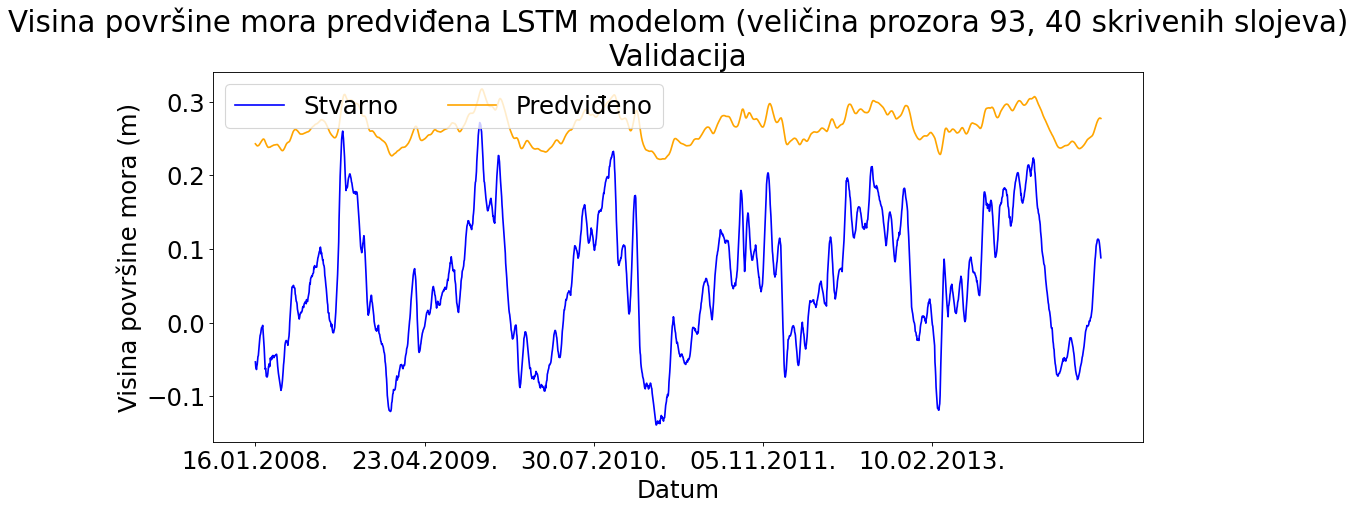 Visina površine mora predviđena LSTM modelom (veličina prozora 93, 40 skrivenih slojeva)
Validacija
Stvarno Predviđeno
Visina površine mora (m)
0.3
0.2
0.1
0.0
−0.1
16.01.2008. 23.04.2009. 30.07.2010. 05.11.2011. 10.02.2013.
Datum